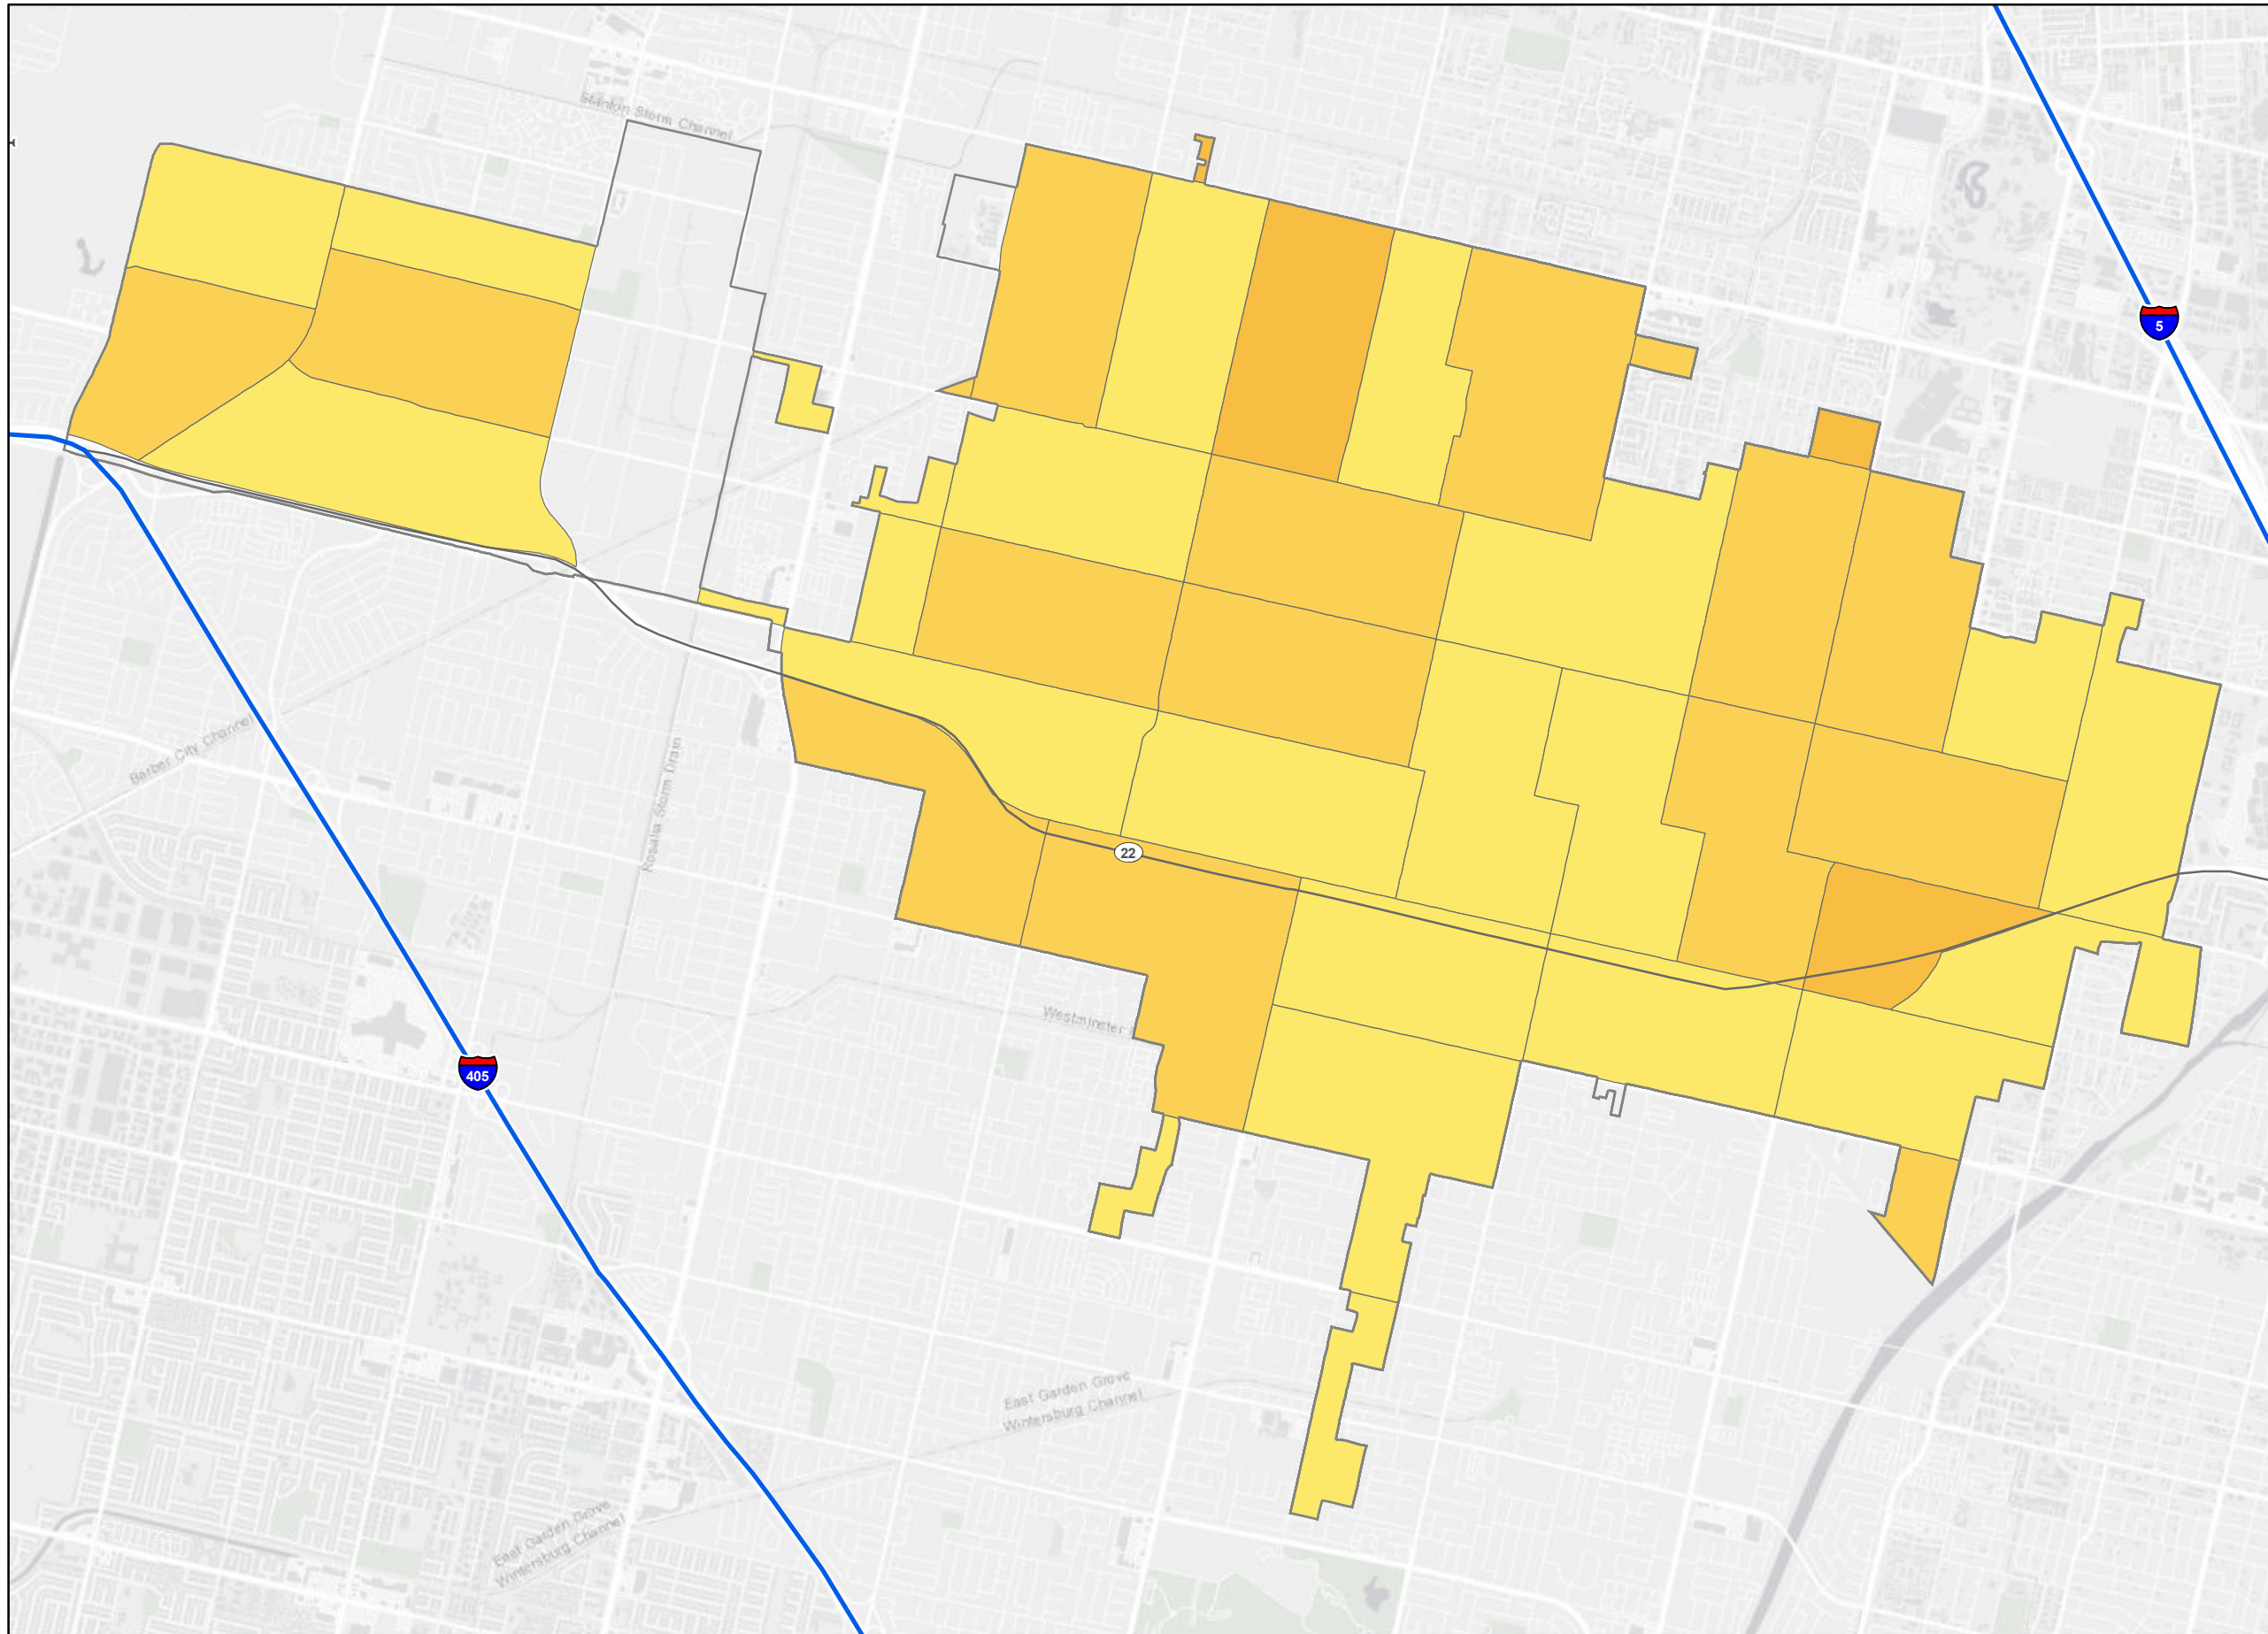 Stanton Storm Channel
5
Barber City Channel
Rosalia Storm Drain
22
Westminster
405
East Garden Grove
Wintersburg Channel
East Garden Grove
Wintersburg Channel